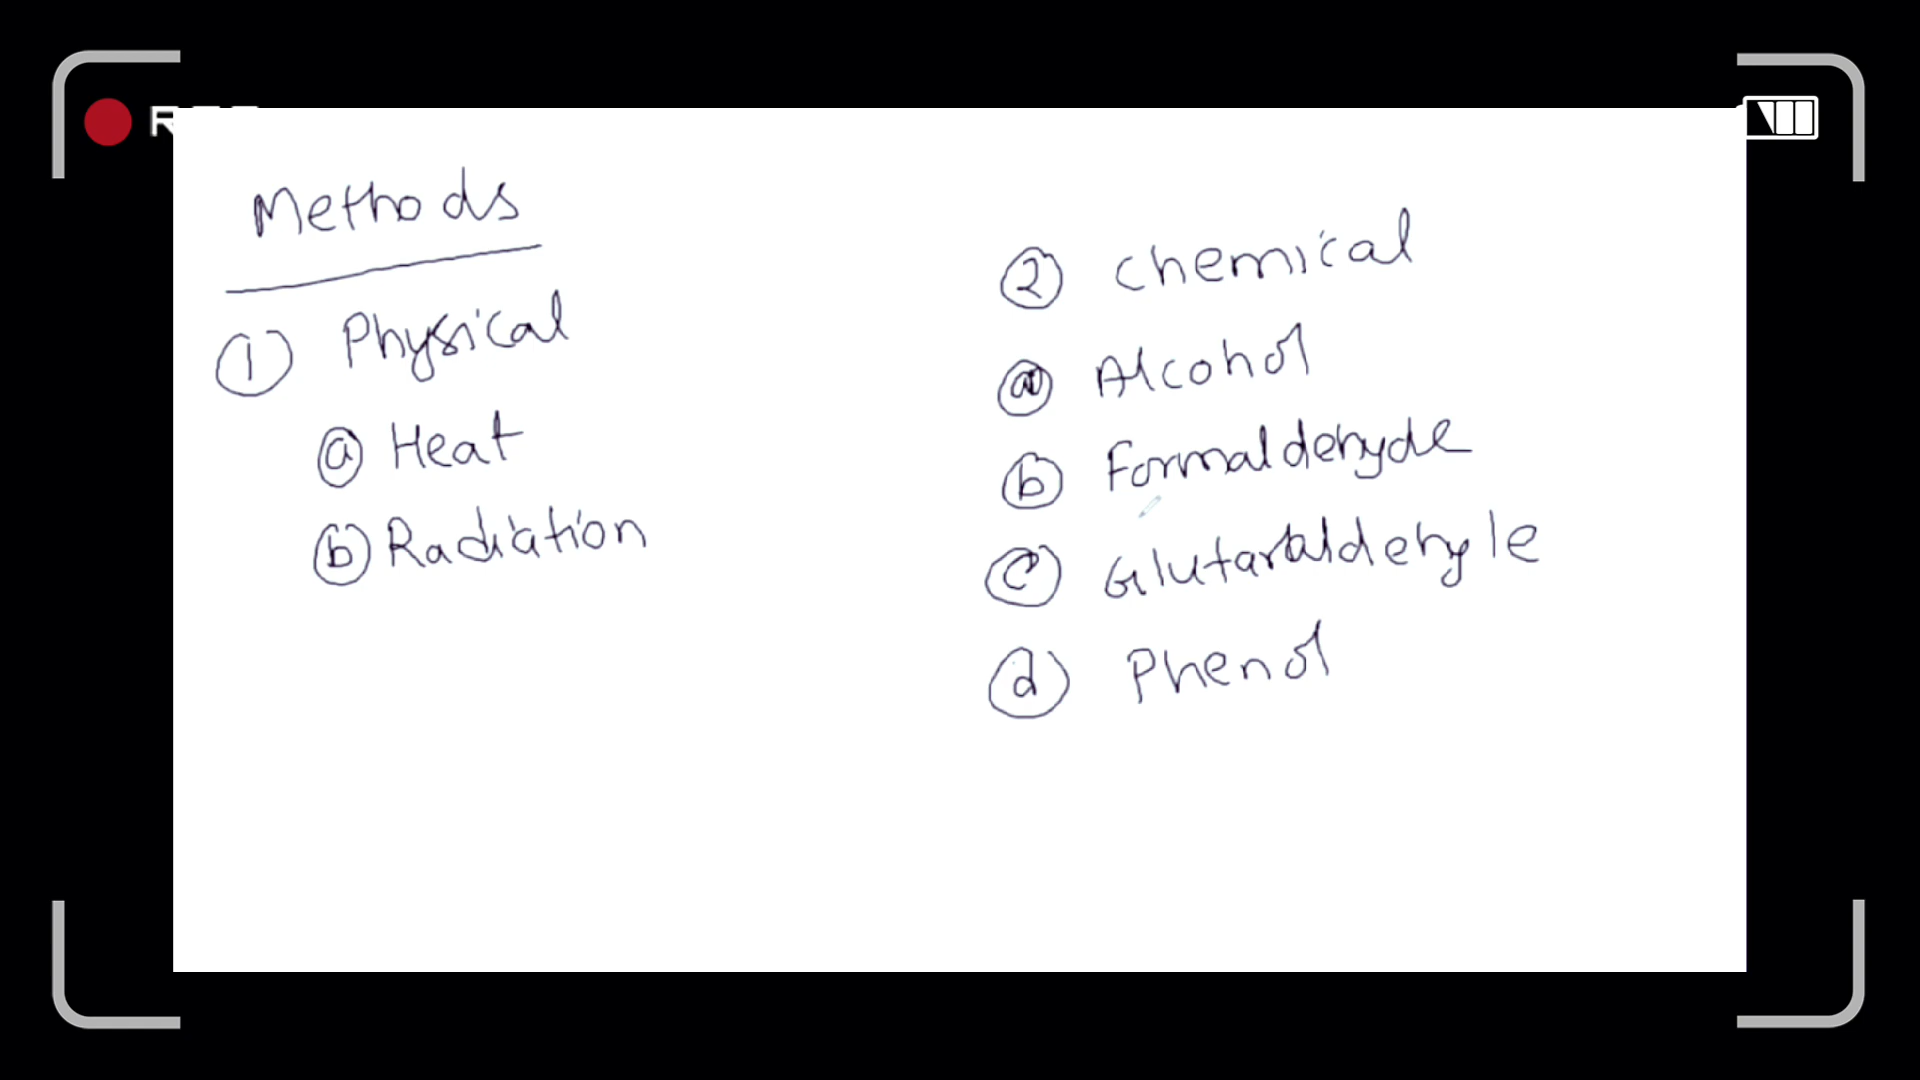 Methods
① Physical
ⓐ Heat
ⓑ Radiation
② Chemical
ⓐ Alcohol
ⓑ Formaldehyde
ⓒ Glutaraldehyle
ⓓ Phenol